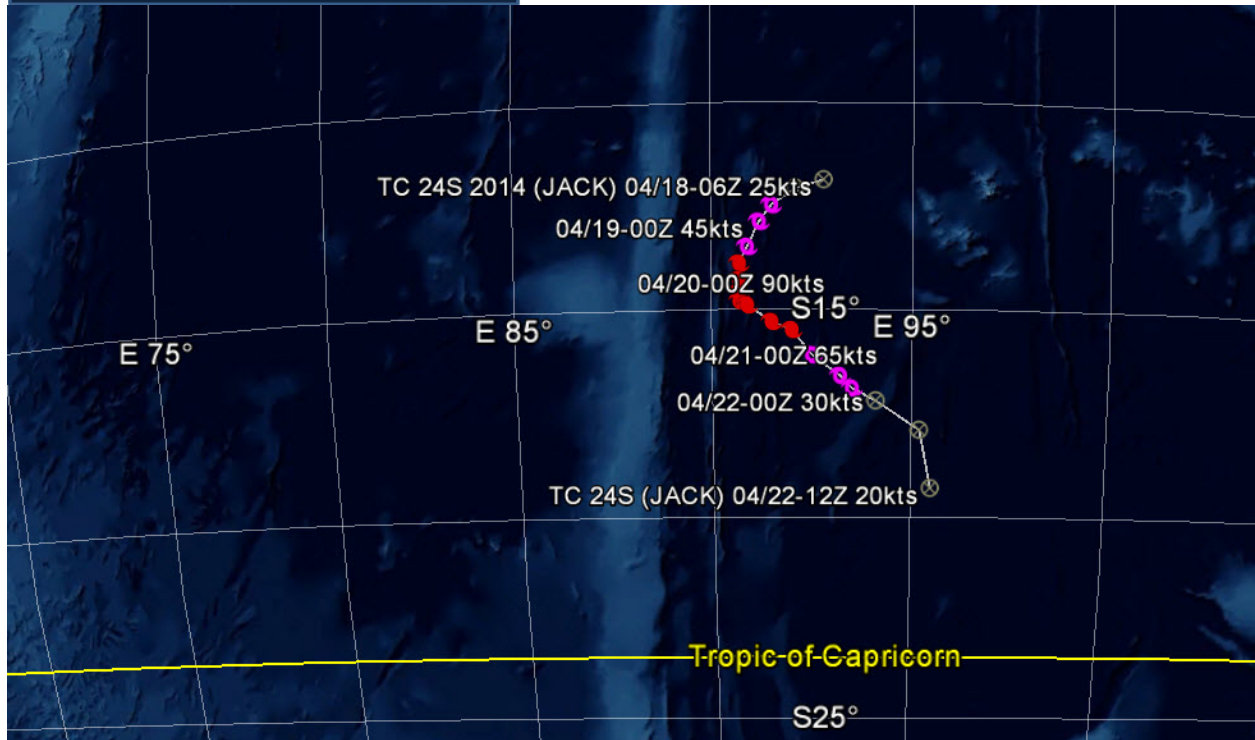 TC 24S 2014 (JACK) 04/18-06Z 25kts
04/19-00Z 45kts
04/20-00Z 90kts
S15°
E 95°
E 85°
E 75°
04/21-00Z 65kts
04/22-00Z 30kts
TC 24S (JACK) 04/22-12Z 20kts
Tropic of Capricorn
S25°